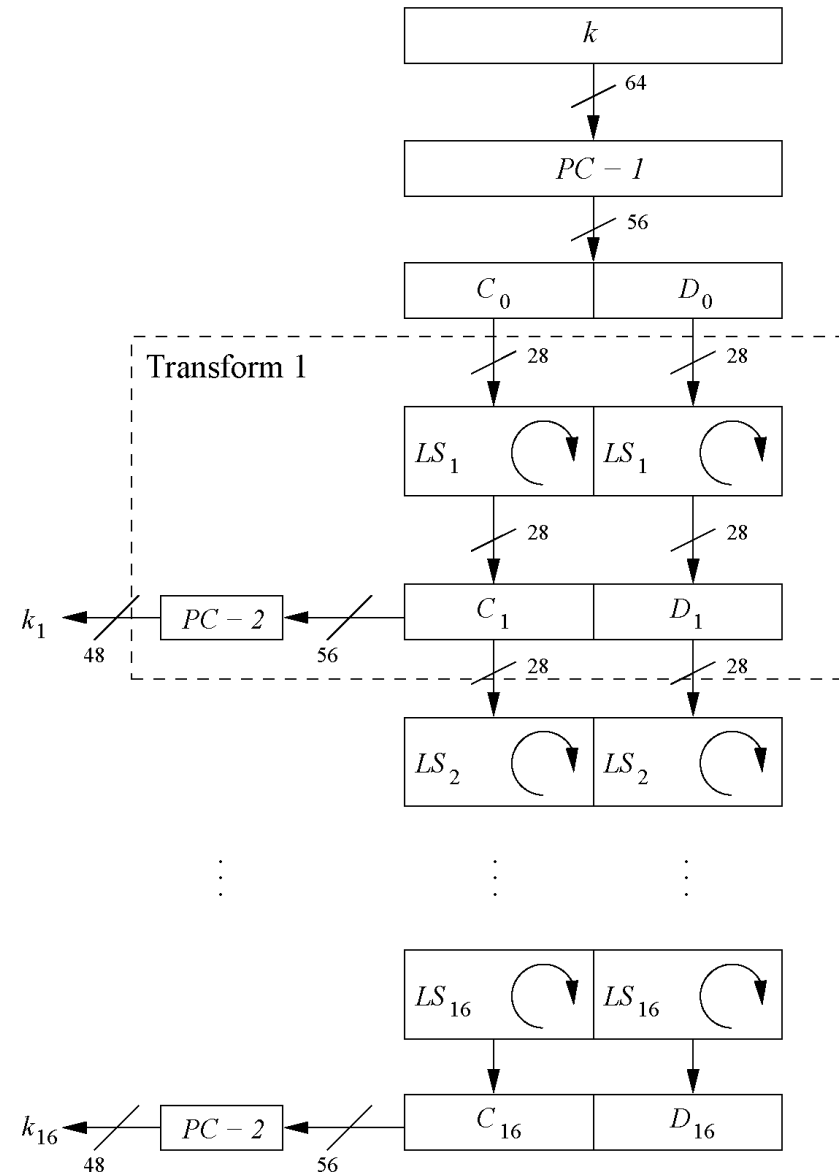 k
64
PC − 1
56
C0 D0
Transform 1
28 28
LS1 LS1
28 28
k1 48 PC − 2 56 C1 D1
28 28
LS2 LS2
LS16 LS16
k16 48 PC − 2 56 C16 D16